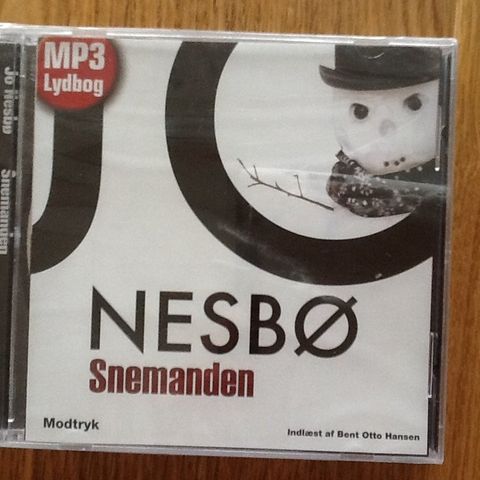 MP3
Lydbog
JO
NESBØ
Snemanden
Modtryk
Indlæst af Bent Otto Hansen
Jo Nesbø Snemanden